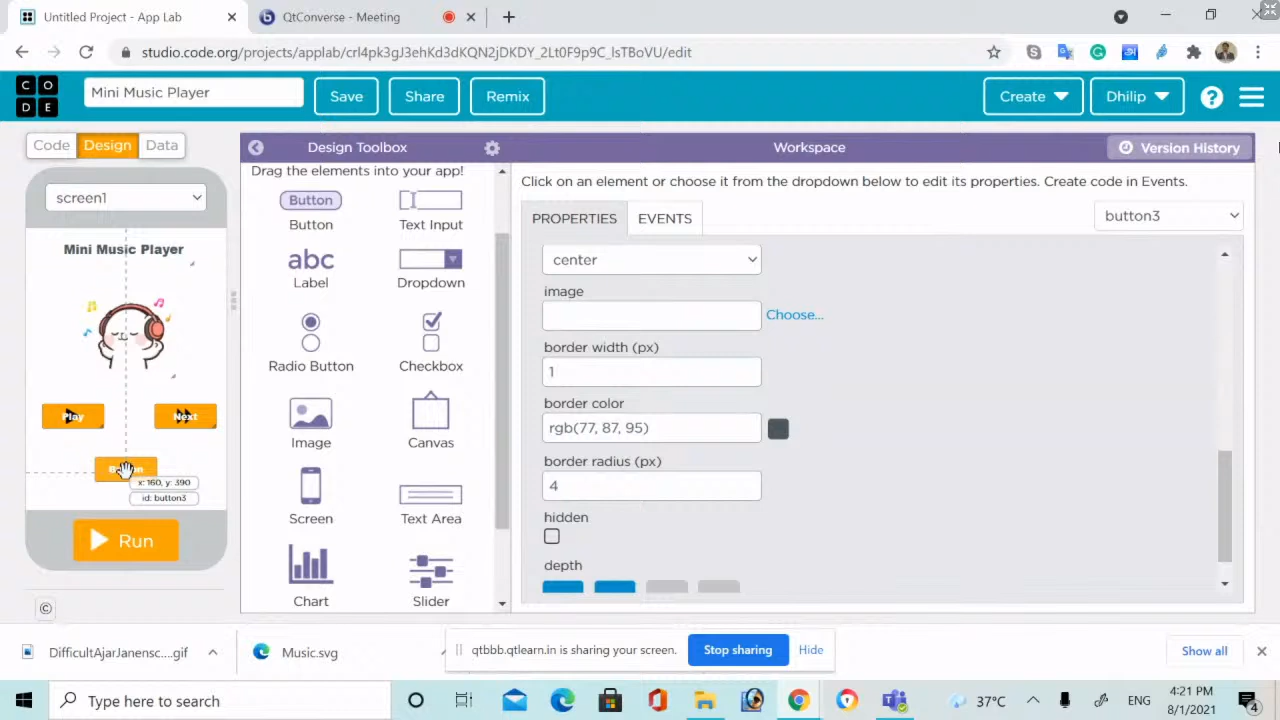 Untitled Project - App Lab
QtConverse - Meeting
studio.code.org/projects/applab/crl4pk3gJ3ehKd3dKQN2jDKDY_2Lt0F9p9C_lsTBoVU/edit
C O
D E
Mini Music Player
Save
Share
Remix
Create
Dhilip
?
Code
Design
Data
Design Toolbox
Workspace
Version History
screen1
Drag the elements into your app!
Click on an element or choose it from the dropdown below to edit its properties. Create code in Events.
Button
Button
Text Input
PROPERTIES
EVENTS
button3
Mini Music Player
abc
Label
Dropdown
center
image
Choose...
Radio Button
Checkbox
border width (px)
1
Play
Next
Image
Canvas
border color
rgb(77, 87, 95)
x: 160, y: 390
id: button3
border radius (px)
4
Screen
Text Area
hidden
Run
depth
Chart
Slider
©
DifficultAjarJanensc....gif
Music.svg
qtbbb.qtlearn.in is sharing your screen.
Stop sharing
Hide
Show all
Type here to search
37°C
ENG
4:21 PM
8/1/2021
4